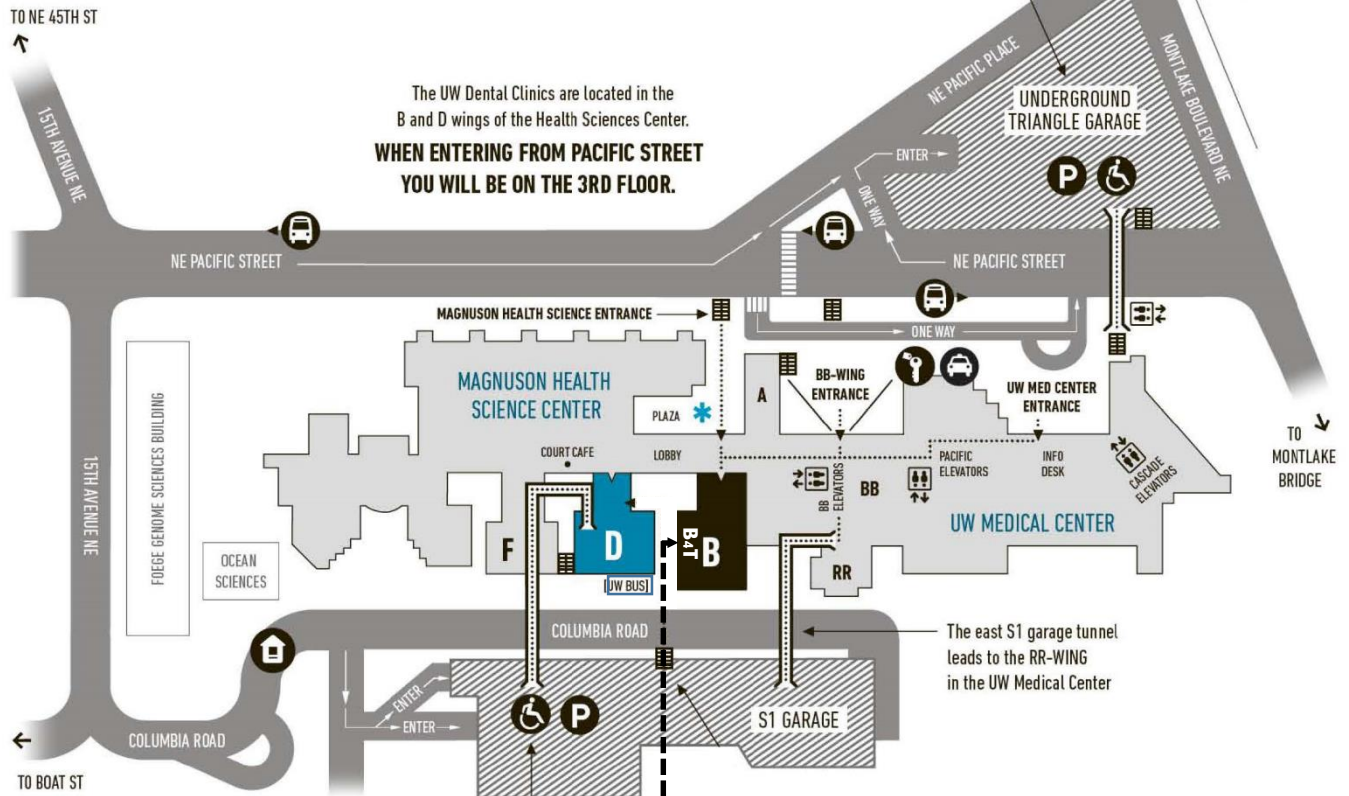 TO NE 45TH ST
15TH AVENUE NE
The UW Dental Clinics are located in the
B and D wings of the Health Sciences Center.
WHEN ENTERING FROM PACIFIC STREET
YOU WILL BE ON THE 3RD FLOOR.
NE PACIFIC PLACE
MONTLAKE BOULEVARD NE
UNDERGROUND
TRIANGLE GARAGE
ENTER
P
ONE WAY
NE PACIFIC STREET
NE PACIFIC STREET
MAGNUSON HEALTH SCIENCE ENTRANCE
ONE WAY
MAGNUSON HEALTH
SCIENCE CENTER
PLAZA
A
BB-WING
ENTRANCE
UW MED CENTER
ENTRANCE
TO
MONTLAKE
BRIDGE
FOEGE GENOME SCIENCES BUILDING
15TH AVENUE NE
COURT CAFE
LOBBY
BB
ELEVATORS
BB
PACIFIC
ELEVATORS
INFO
DESK
CASCADE
ELEVATORS
UW MEDICAL CENTER
OCEAN
SCIENCES
F
D
B4T
B
RR
[UW BUS]
COLUMBIA ROAD
The east S1 garage tunnel
leads to the RR-WING
in the UW Medical Center
ENTER
ENTER
P
S1 GARAGE
COLUMBIA ROAD
TO BOAT ST